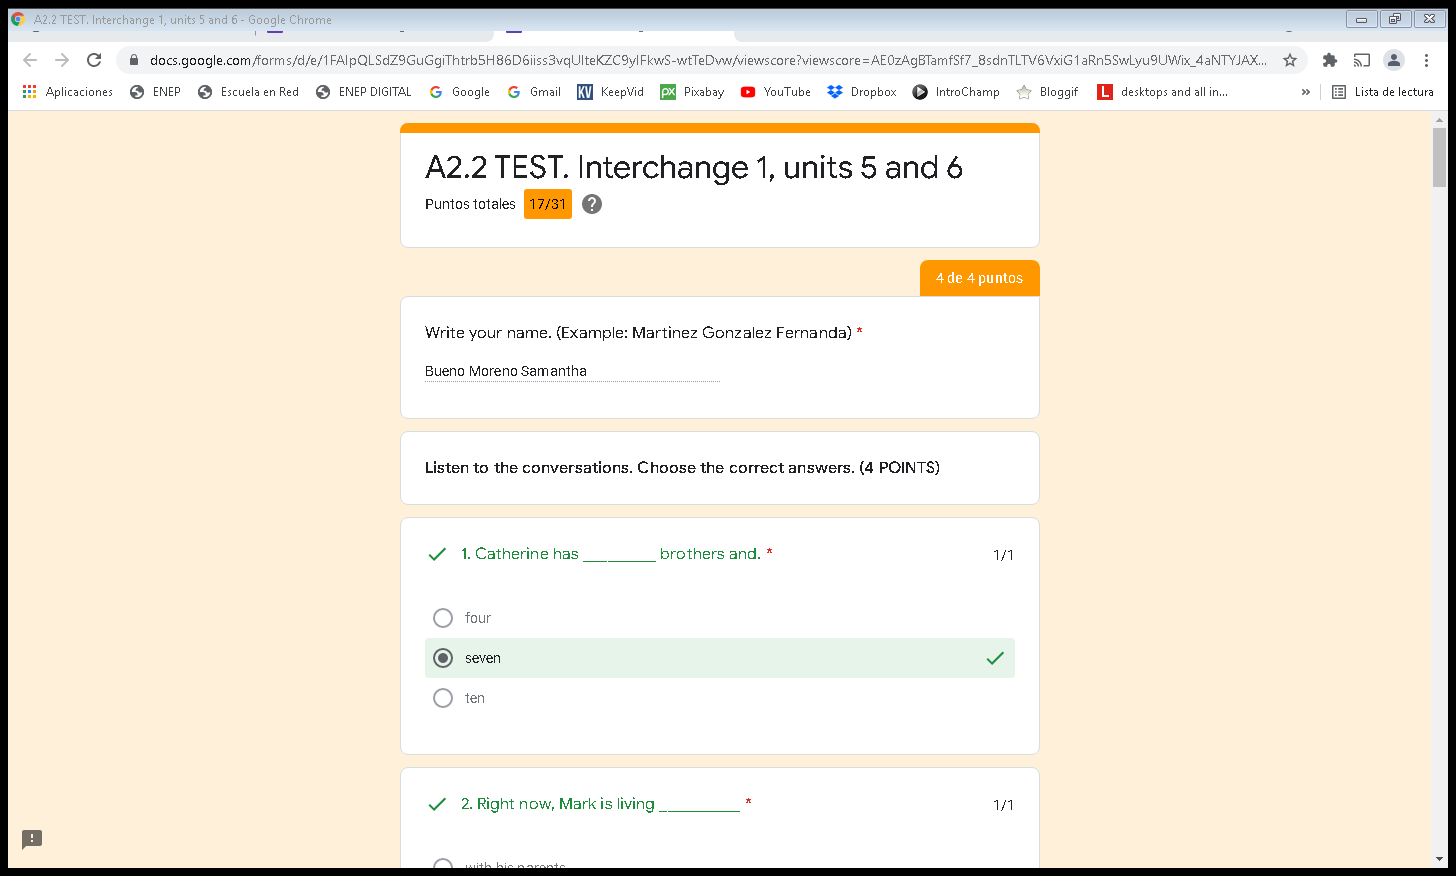 A2.2 TEST. Interchange 1, units 5 and 6 - Google Chrome
docs.google.com/forms/d/e/1FAIpQLSdZ9GuGgiThtrb5H86D6iiss3vqUIteKZC9yIFkwS-wtTeDvw/viewscore?viewscore=AE0zAgBTamfSf7_8sdnTLTV6VxiG1aRn5SwLyu9UWix_4aNTYJAX...
Aplicaciones ENEP Escuela en Red ENEP DIGITAL Google Gmail KeepVid Pixabay YouTube Dropbox IntroChamp Bloggif desktops and all in... » Lista de lectura
A2.2 TEST. Interchange 1, units 5 and 6
Puntos totales 17/31
4 de 4 puntos
Write your name. (Example: Martinez Gonzalez Fernanda) *
Bueno Moreno Samantha
Listen to the conversations. Choose the correct answers. (4 POINTS)
1. Catherine has _________ brothers and. * 1/1
four
seven
ten
2. Right now, Mark is living __________ * 1/1
with his parents